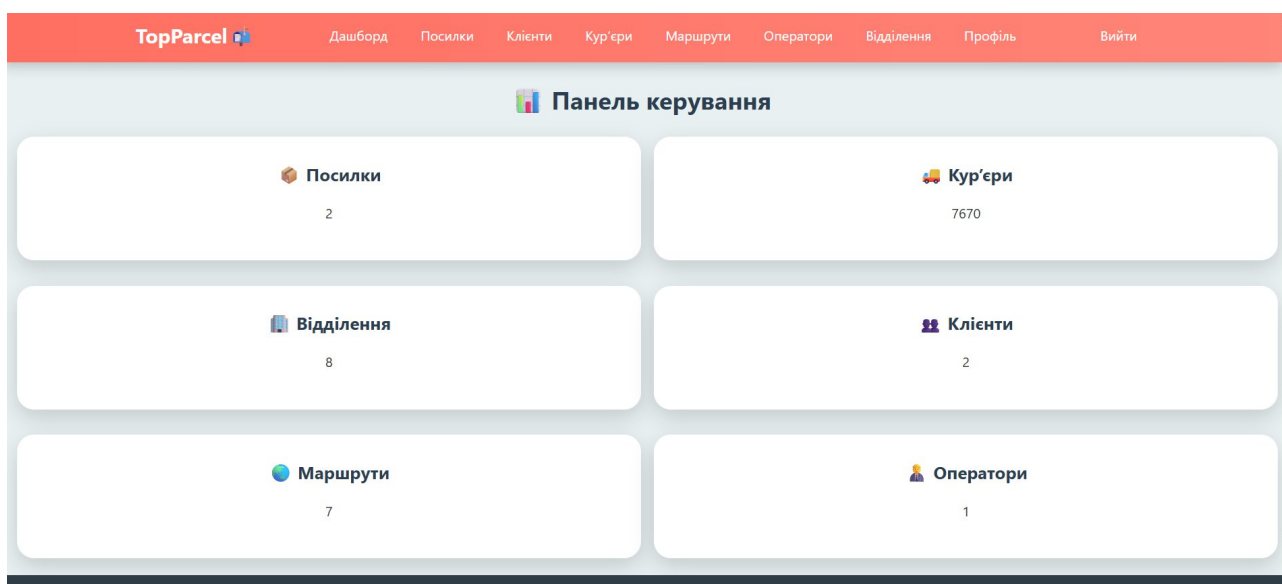 TopParcel Дашборд Посилки Клієнти Кур'єри Маршрути Оператори Відділення Профіль Вийти
Панель керування
Посилки
2
Кур’єри
7670
Відділення
8
Клієнти
2
Маршрути
7
Оператори
1